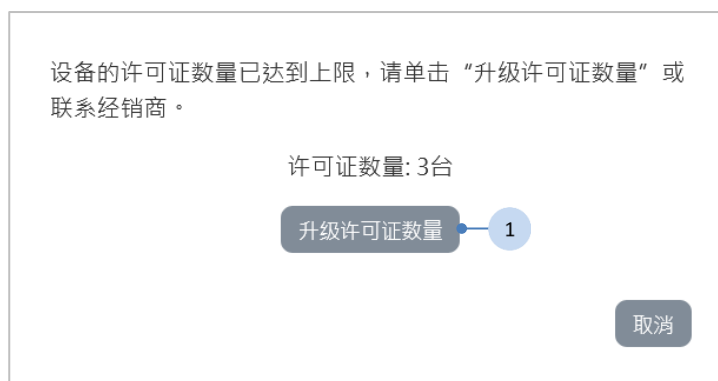 设备的许可证数量已达到上限，请单击“升级许可证数量”或
联系经销商。
许可证数量: 3台
升级许可证数量
1
取消